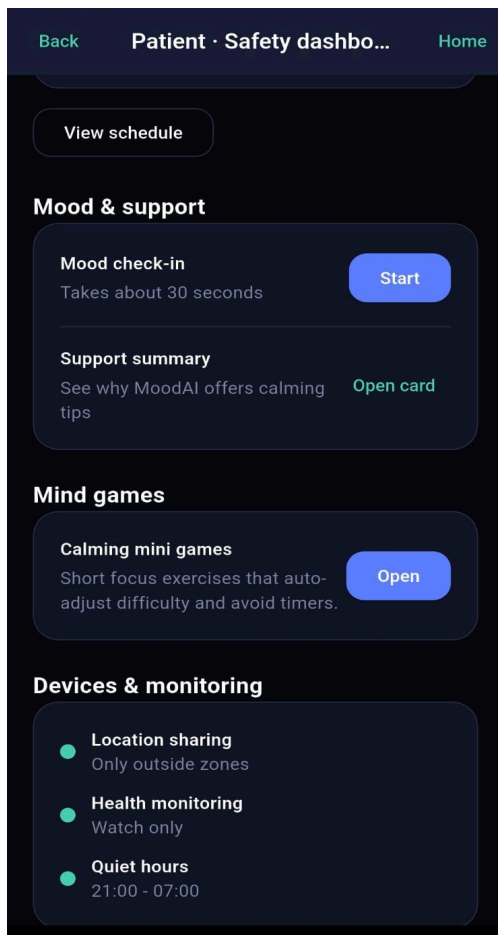 Back
Patient · Safety dashbo...
Home
View schedule
Mood & support
Mood check-in
Takes about 30 seconds
Start
Support summary
See why MoodAI offers calming
tips
Open card
Mind games
Calming mini games
Short focus exercises that auto-
adjust difficulty and avoid timers.
Open
Devices & monitoring
Location sharing
Only outside zones
Health monitoring
Watch only
Quiet hours
21:00 - 07:00